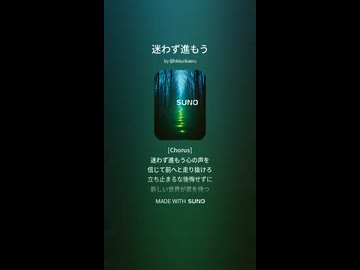 迷わず進もう
by @hikkurikaeru
SUNO
[Chorus]
迷わず進もう心の声を
信じて前へと走り抜けろ
立ち止まるな後悔せずに
新しい世界が君を待つ
MADE WITH SUNO